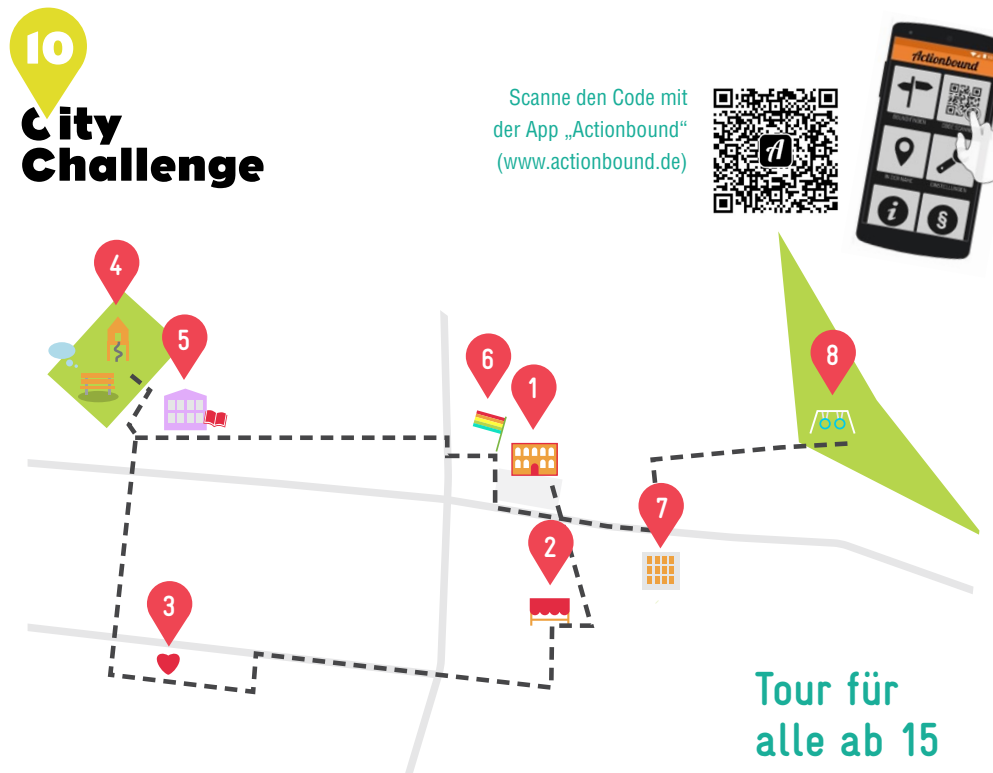 10
City
Challenge
Scanne den Code mit
der App „Actionbound“
(www.actionbound.de)
Actionbound
EINSTELLUNGEN
i
§
4
5
6
1
8
7
2
3
Tour für
alle ab 15